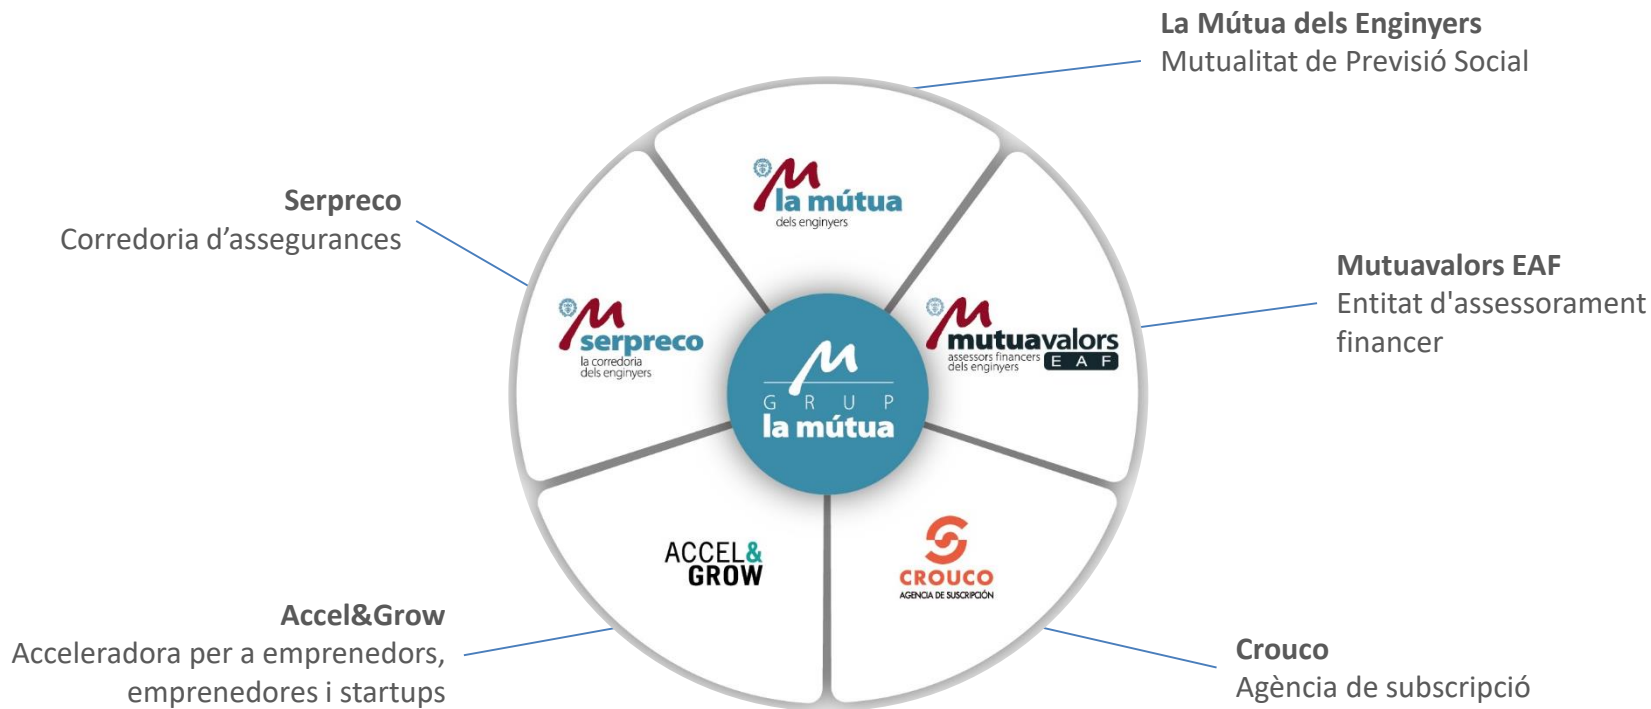 La Mútua dels Enginyers
Mutualitat de Previsió Social
Serpreco
Corredoria d’assegurances
Mutuavalors EAF
Entitat d'assessorament
financer
Accel&Grow
Acceleradora per a emprenedors,
emprenedores i startups
Crouco
Agència de subscripció
la mútua
dels enginyers
serpreco
la corredoria
dels enginyers
mutuavalors
assessors financers
dels enginyers
EAF
GRUP
la mútua
ACCEL&
GROW
CROUCO
AGENCIA DE SUSCRIPCIÓN